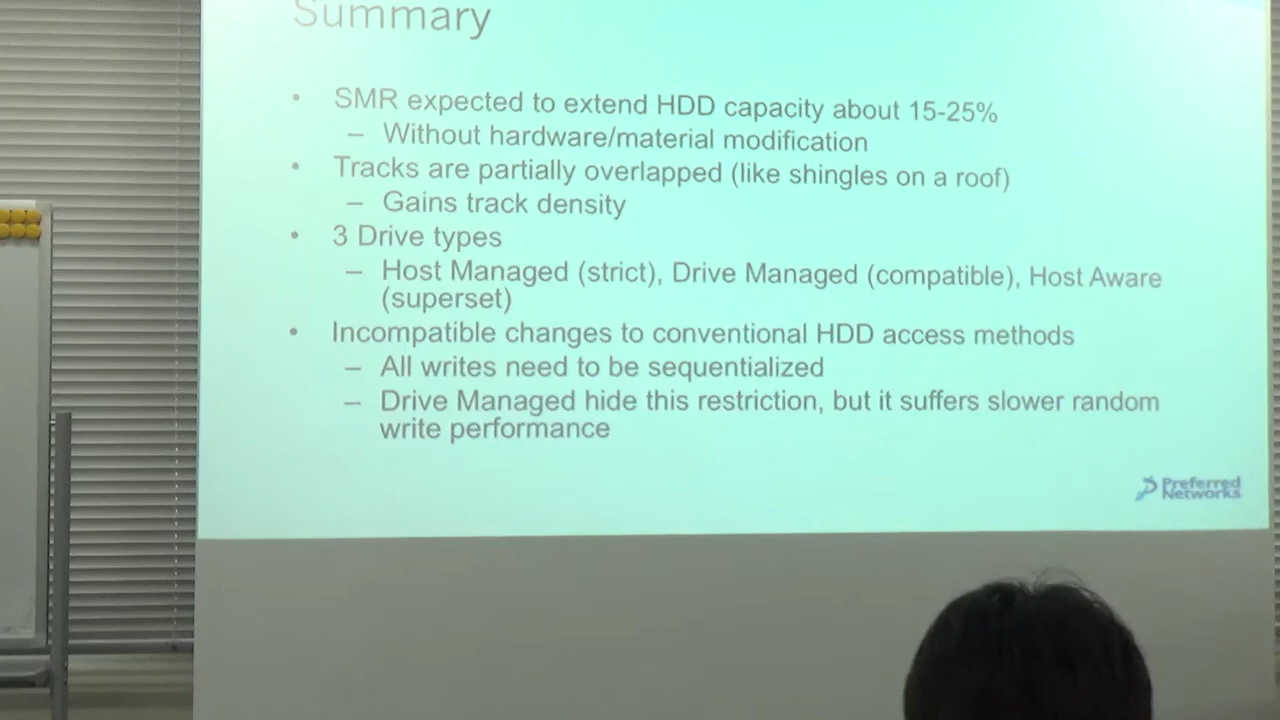 Summary
• SMR expected to extend HDD capacity about 15-25%
– Without hardware/material modification
• Tracks are partially overlapped (like shingles on a roof)
– Gains track density
• 3 Drive types
– Host Managed (strict), Drive Managed (compatible), Host Aware
(superset)
• Incompatible changes to conventional HDD access methods
– All writes need to be sequentialized
– Drive Managed hide this restriction, but it suffers slower random
write performance
Preferred
Networks